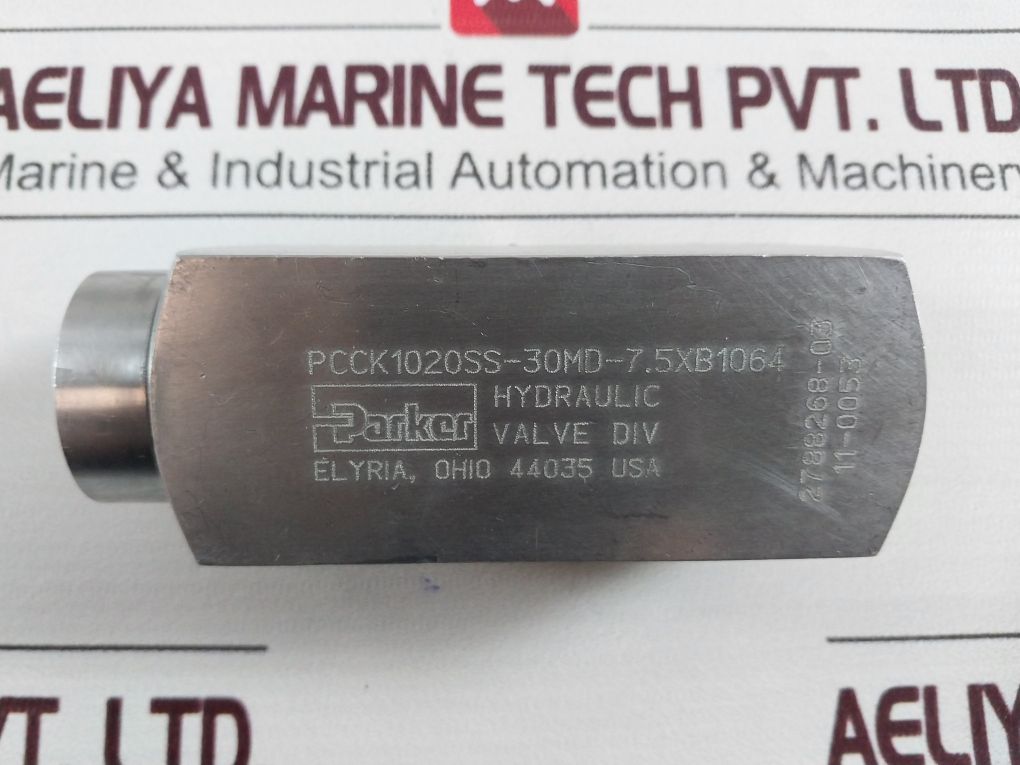 AELIYA MARINE TECH PVT. LTD.
Marine & Industrial Automation & Machinery
PCCK1020SS-30MD-7.5XB1064
Parker
HYDRAULIC
VALVE DIV
ELYRIA, OHIO 44035 USA
2788268-03
11-0053
VT. LTD
AELIY